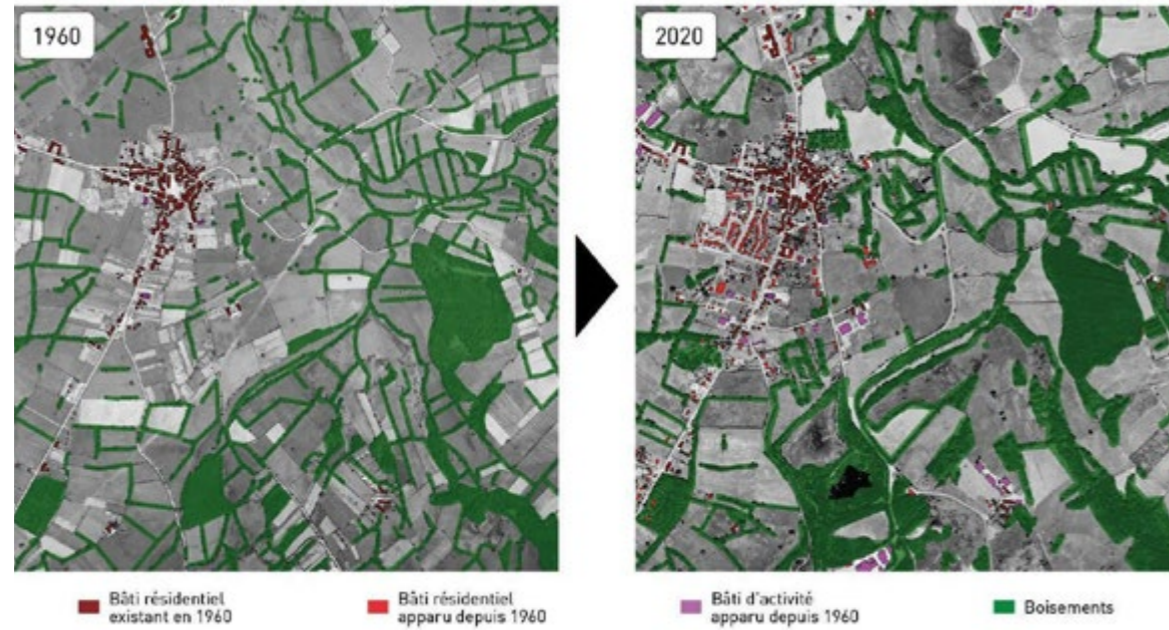 1960
2020
Bâti résidentiel
existant en 1960
Bâti résidentiel
apparu depuis 1960
Bâti d'activité
apparu depuis 1960
Boisements